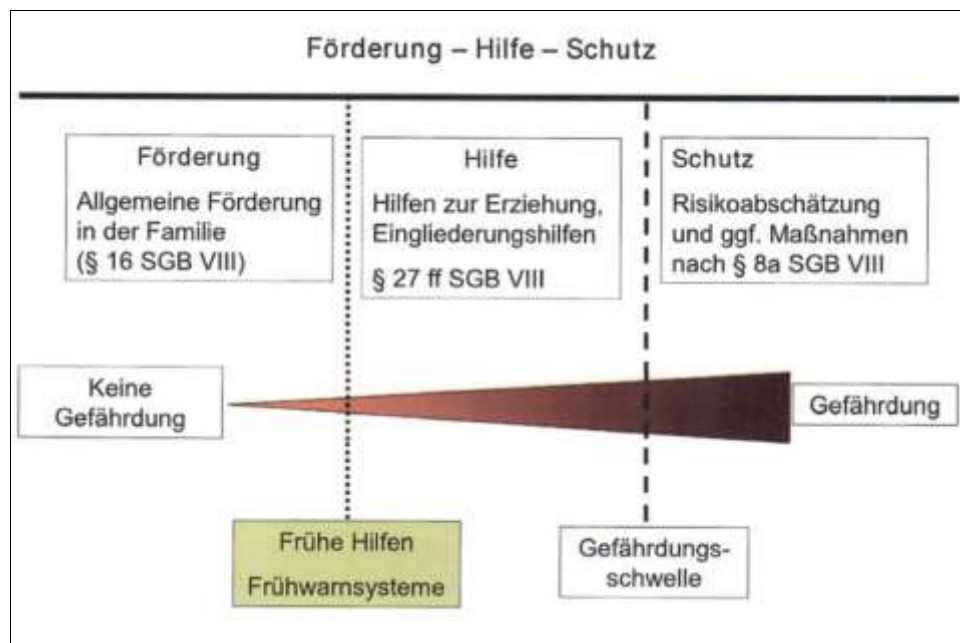 Förderung – Hilfe – Schutz
Förderung
Allgemeine Förderung
in der Familie
(§ 16 SGB VIII)
Hilfe
Hilfen zur Erziehung,
Eingliederungshilfen
§ 27 ff SGB VIII
Schutz
Risikoabschätzung
und ggf. Maßnahmen
nach § 8a SGB VIII
Keine
Gefährdung
Gefährdung
Frühe Hilfen
Frühwarnsysteme
Gefährdungs-
schwelle